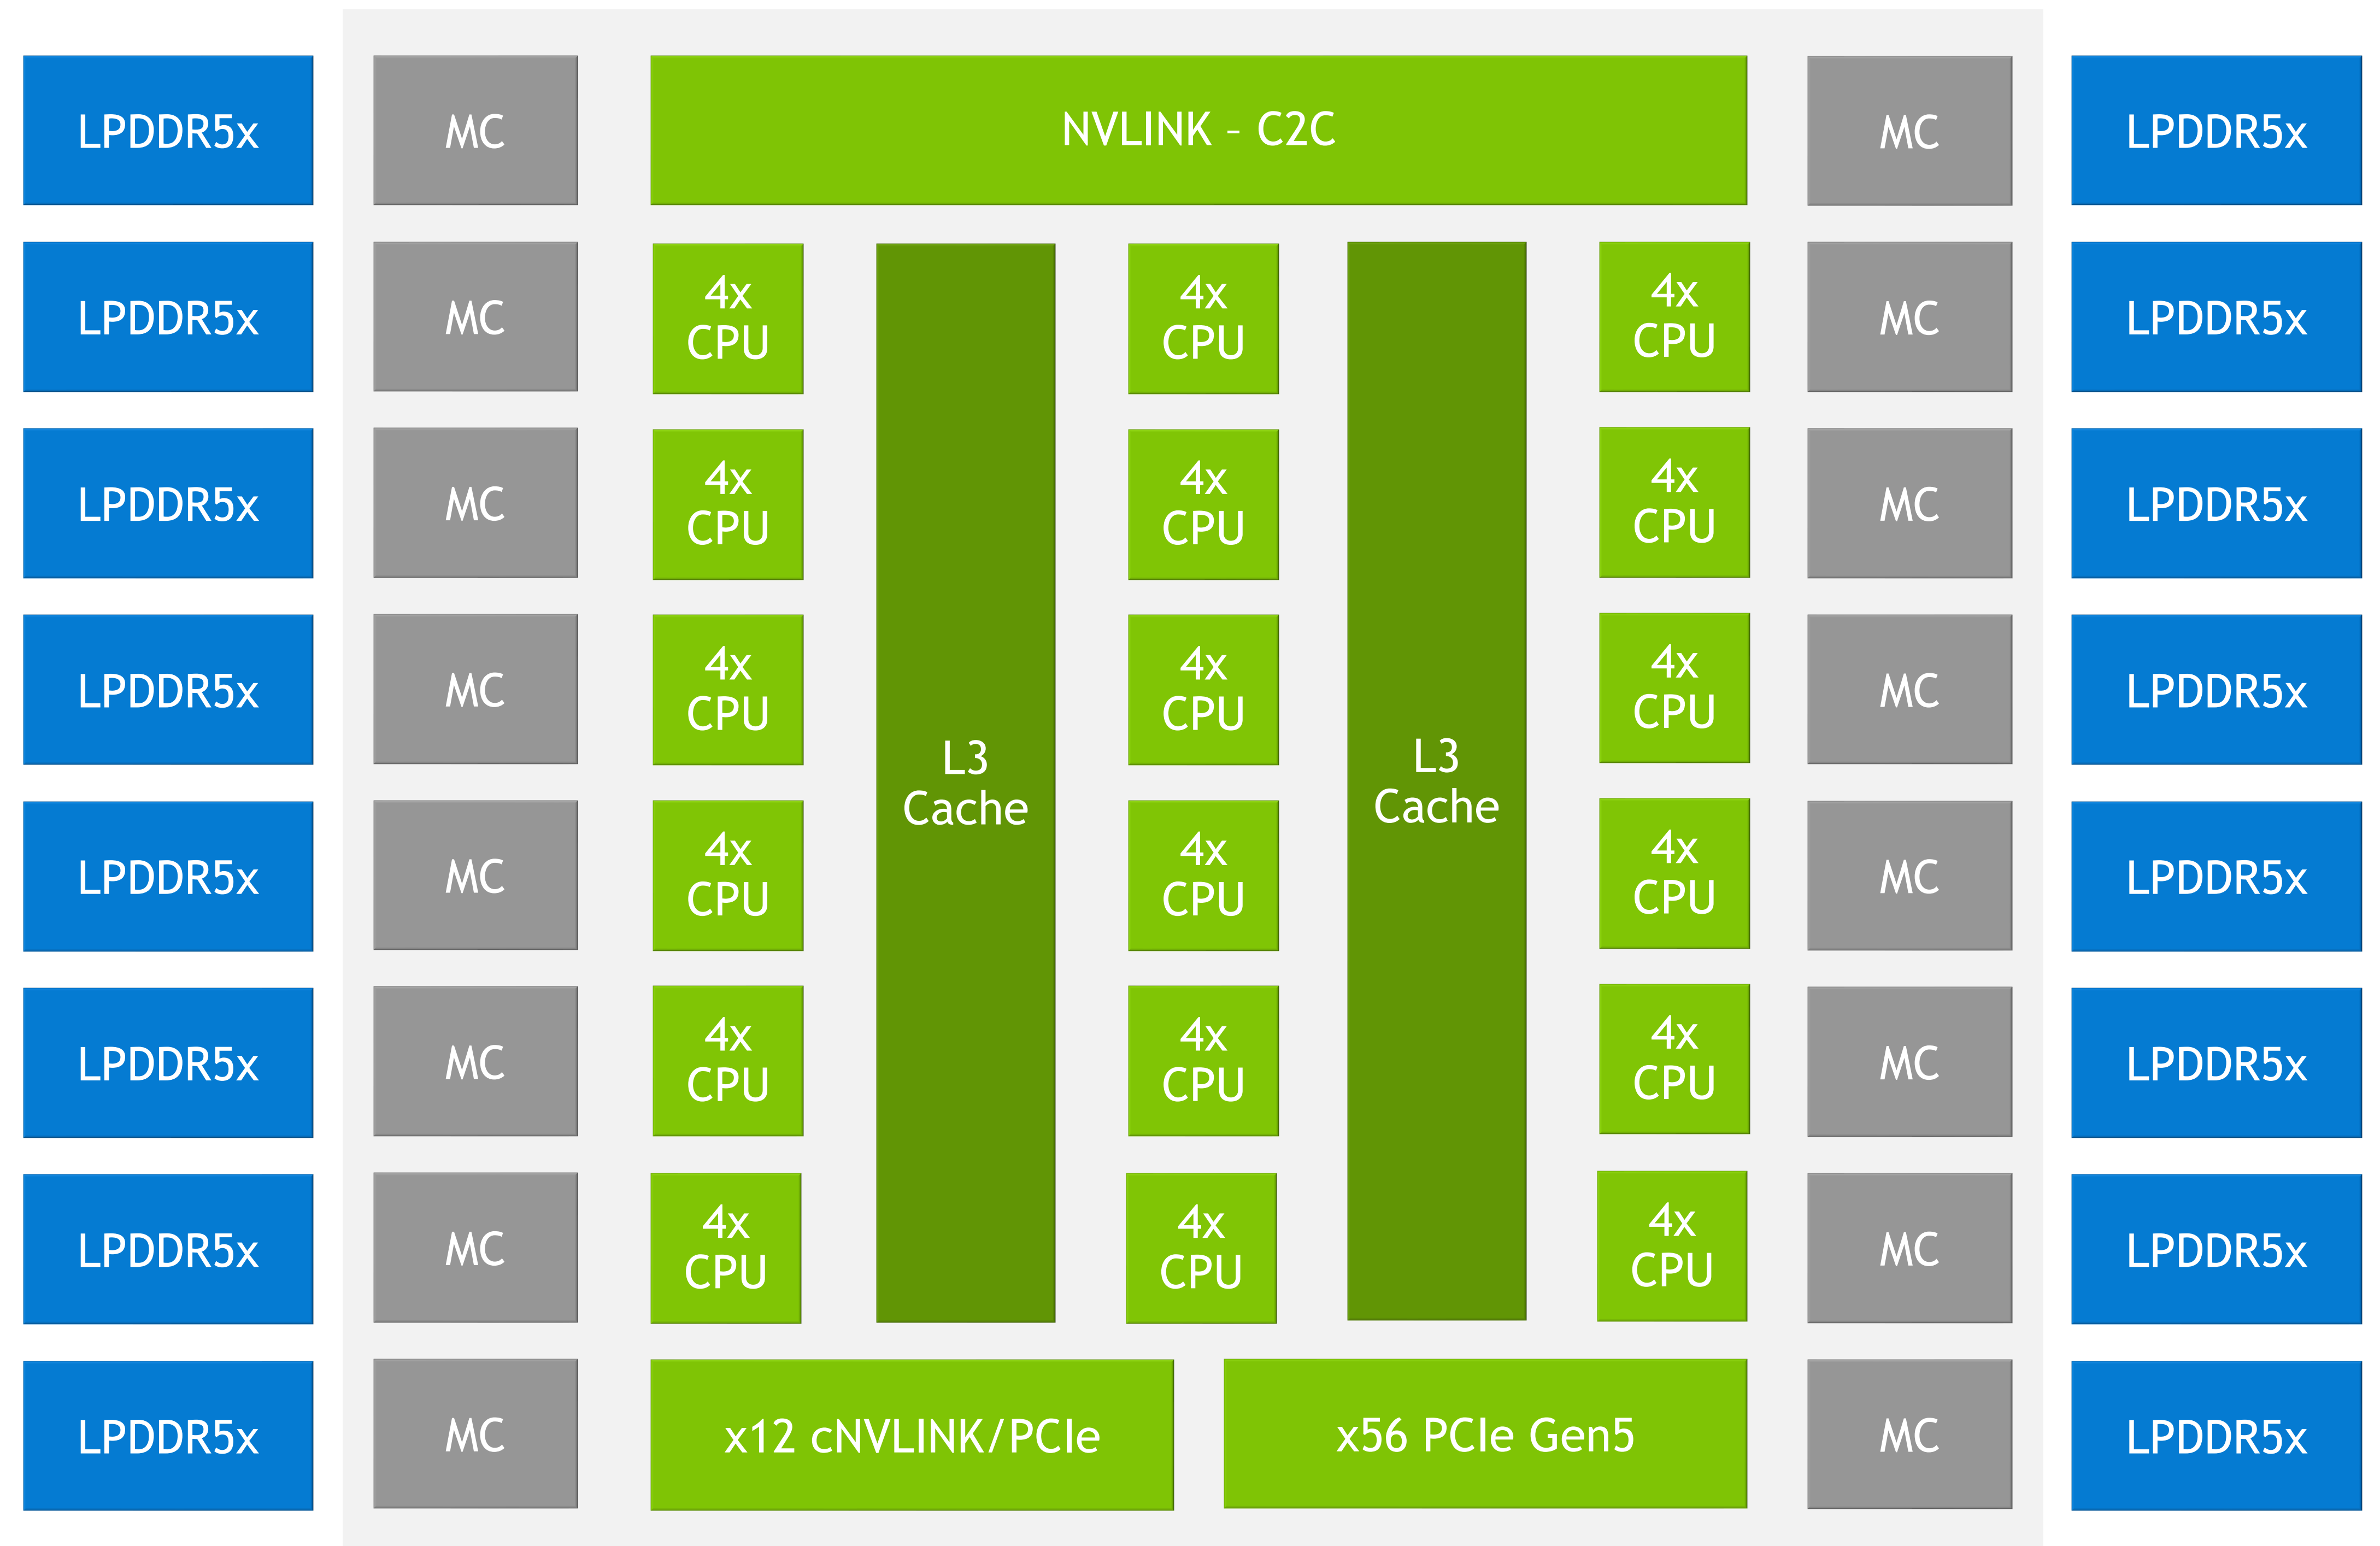 LPDDR5x
MC
NVLINK - C2C
MC
LPDDR5x
LPDDR5x
MC
4x
CPU
4x
CPU
4x
CPU
MC
LPDDR5x
LPDDR5x
MC
4x
CPU
4x
CPU
4x
CPU
MC
LPDDR5x
LPDDR5x
MC
4x
CPU
4x
CPU
4x
CPU
MC
LPDDR5x
L3
Cache
L3
Cache
LPDDR5x
MC
4x
CPU
4x
CPU
4x
CPU
MC
LPDDR5x
LPDDR5x
MC
4x
CPU
4x
CPU
4x
CPU
MC
LPDDR5x
LPDDR5x
MC
4x
CPU
4x
CPU
4x
CPU
MC
LPDDR5x
LPDDR5x
MC
x12 cNVLINK/PCIe
x56 PCIe Gen5
MC
LPDDR5x